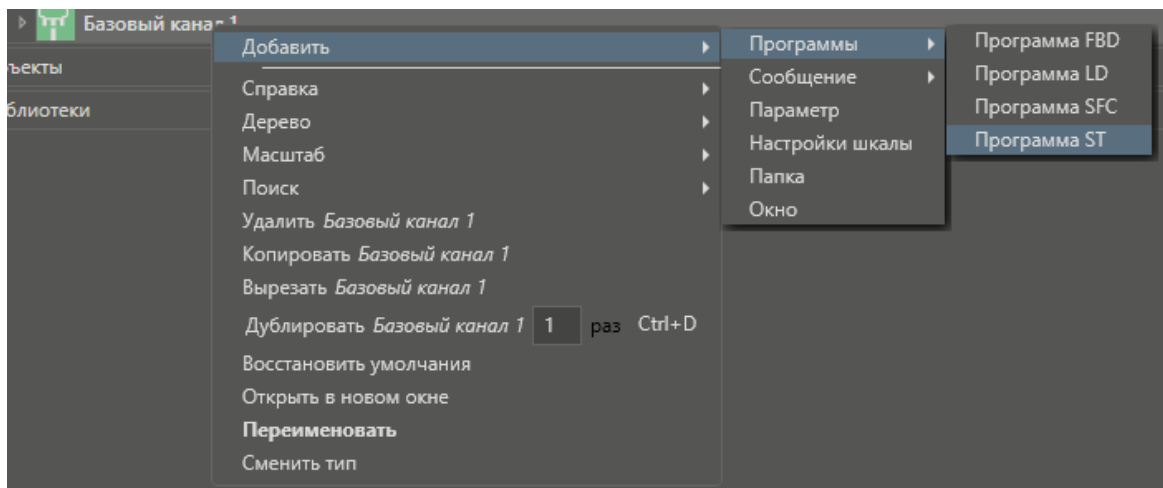 Базовый канал 1
ъекты
блиотеки
Добавить
Справка
Дерево
Масштаб
Поиск
Удалить Базовый канал 1
Копировать Базовый канал 1
Вырезать Базовый канал 1
Дублировать Базовый канал 1 1 раз Ctrl+D
Восстановить умолчания
Открыть в новом окне
Переименовать
Сменить тип
Программы
Сообщение
Параметр
Настройки шкалы
Папка
Окно
Программа FBD
Программа LD
Программа SFC
Программа ST